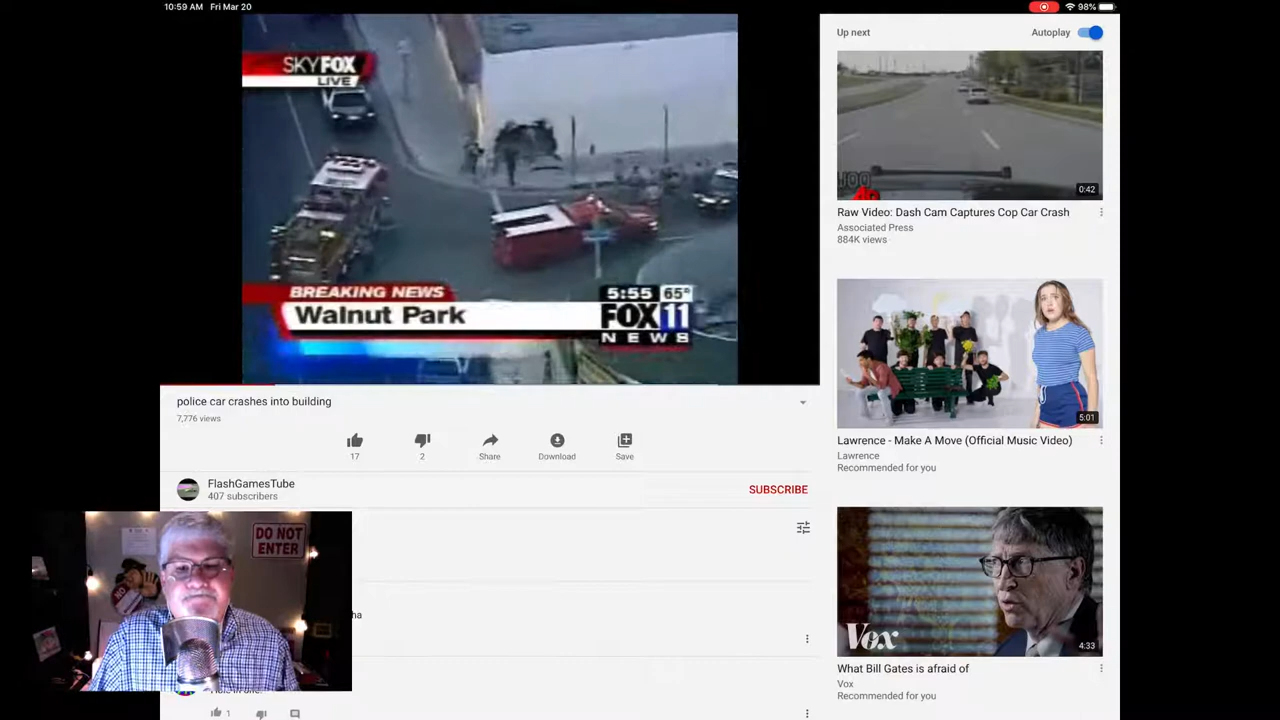 10:59 AM Fri Mar 20
98%
SKYFOX
LIVE
BREAKING NEWS
Walnut Park
5:55 65°
FOX 11
NEWS
police car crashes into building
7,776 views
17
2
Share
Download
Save
FlashGamesTube
407 subscribers
SUBSCRIBE
DO NOT
ENTER
NO
ha
1
Up next
Autoplay
0:42
Raw Video: Dash Cam Captures Cop Car Crash
Associated Press
884K views
5:01
Lawrence - Make A Move (Official Music Video)
Lawrence
Recommended for you
Vox
4:33
What Bill Gates is afraid of
Vox
Recommended for you